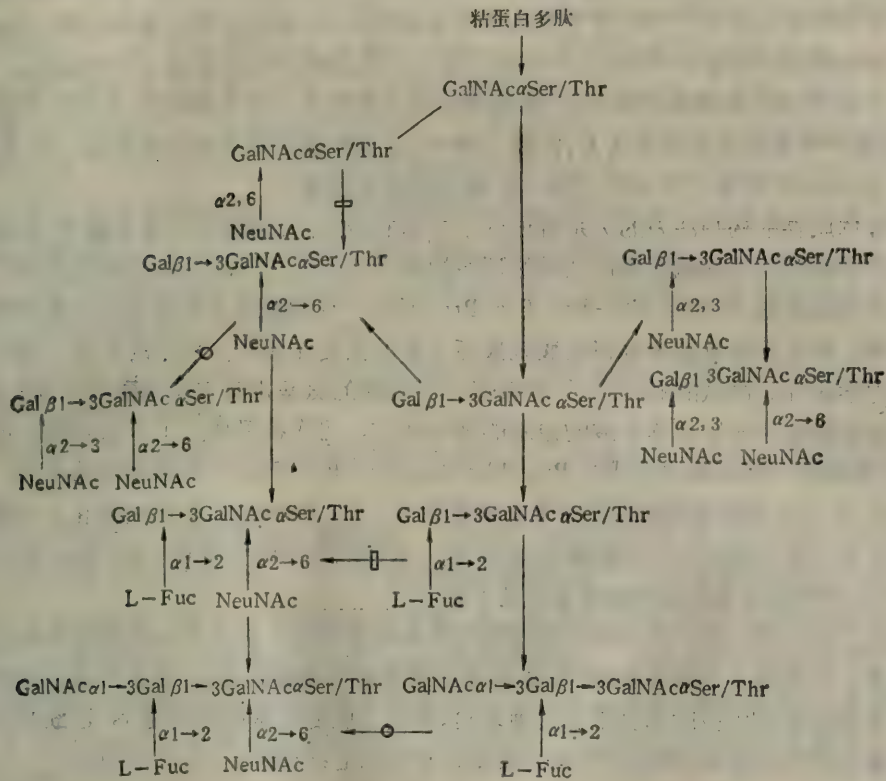 粘蛋白多肽
GalNAcαSer/Thr
GalNAcαSer/Thr
α2,6
NeuNAc
Galβ1→3GalNAcαSer/Thr
Galβ1→3GalNAcαSer/Thr
α2→6
α2,3
NeuNAc
NeuNAc
Galβ1 3GalNAcαSer/Thr
Galβ1→3GalNAcαSer/Thr
Galβ1→3GalNAcαSer/Thr
α2→3 α2→6
α2,3 α2→6
NeuNAc NeuNAc
NeuNAc NeuNAc
Galβ1→3GalNAcαSer/Thr Galβ1→3GalNAcαSer/Thr
α1→2 α2→6 α1→2
L-Fuc NeuNAc L-Fuc
GalNAcα1→3Galβ1→3GalNAcαSer/Thr GalNAcα1→3Galβ1→3GalNAcαSer/Thr
α1→2 α2→6 α1→2
L-Fuc NeuNAc L-Fuc